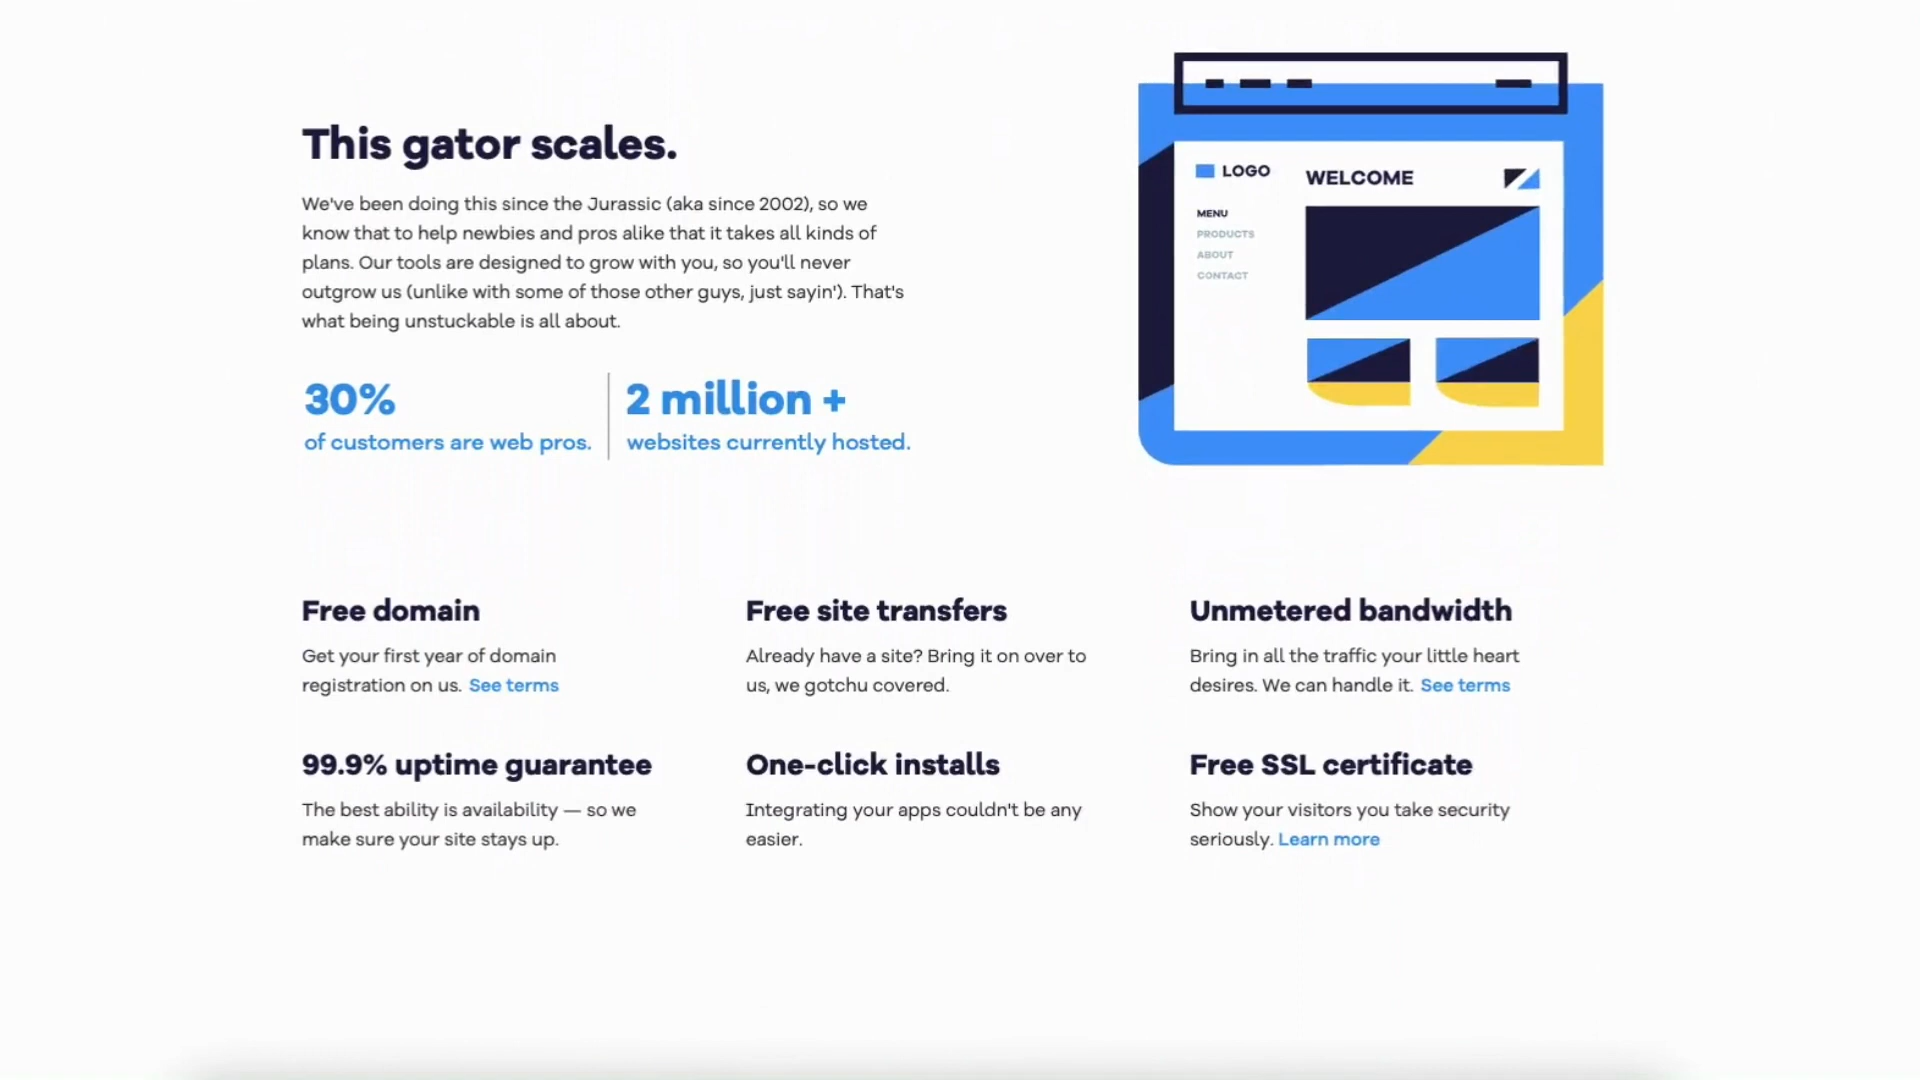 This gator scales.
We've been doing this since the Jurassic (aka since 2002), so we
know that to help newbies and pros alike that it takes all kinds of
plans. Our tools are designed to grow with you, so you'll never
outgrow us (unlike with some of those other guys, just sayin'). That's
what being unstuckable is all about.
30%
of customers are web pros.
2 million +
websites currently hosted.
LOGO
WELCOME
MENU
PRODUCTS
ABOUT
CONTACT
Free domain
Get your first year of domain
registration on us. See terms
Free site transfers
Already have a site? Bring it on over to
us, we gotchu covered.
Unmetered bandwidth
Bring in all the traffic your little heart
desires. We can handle it. See terms
99.9% uptime guarantee
The best ability is availability — so we
make sure your site stays up.
One-click installs
Integrating your apps couldn't be any
easier.
Free SSL certificate
Show your visitors you take security
seriously. Learn more